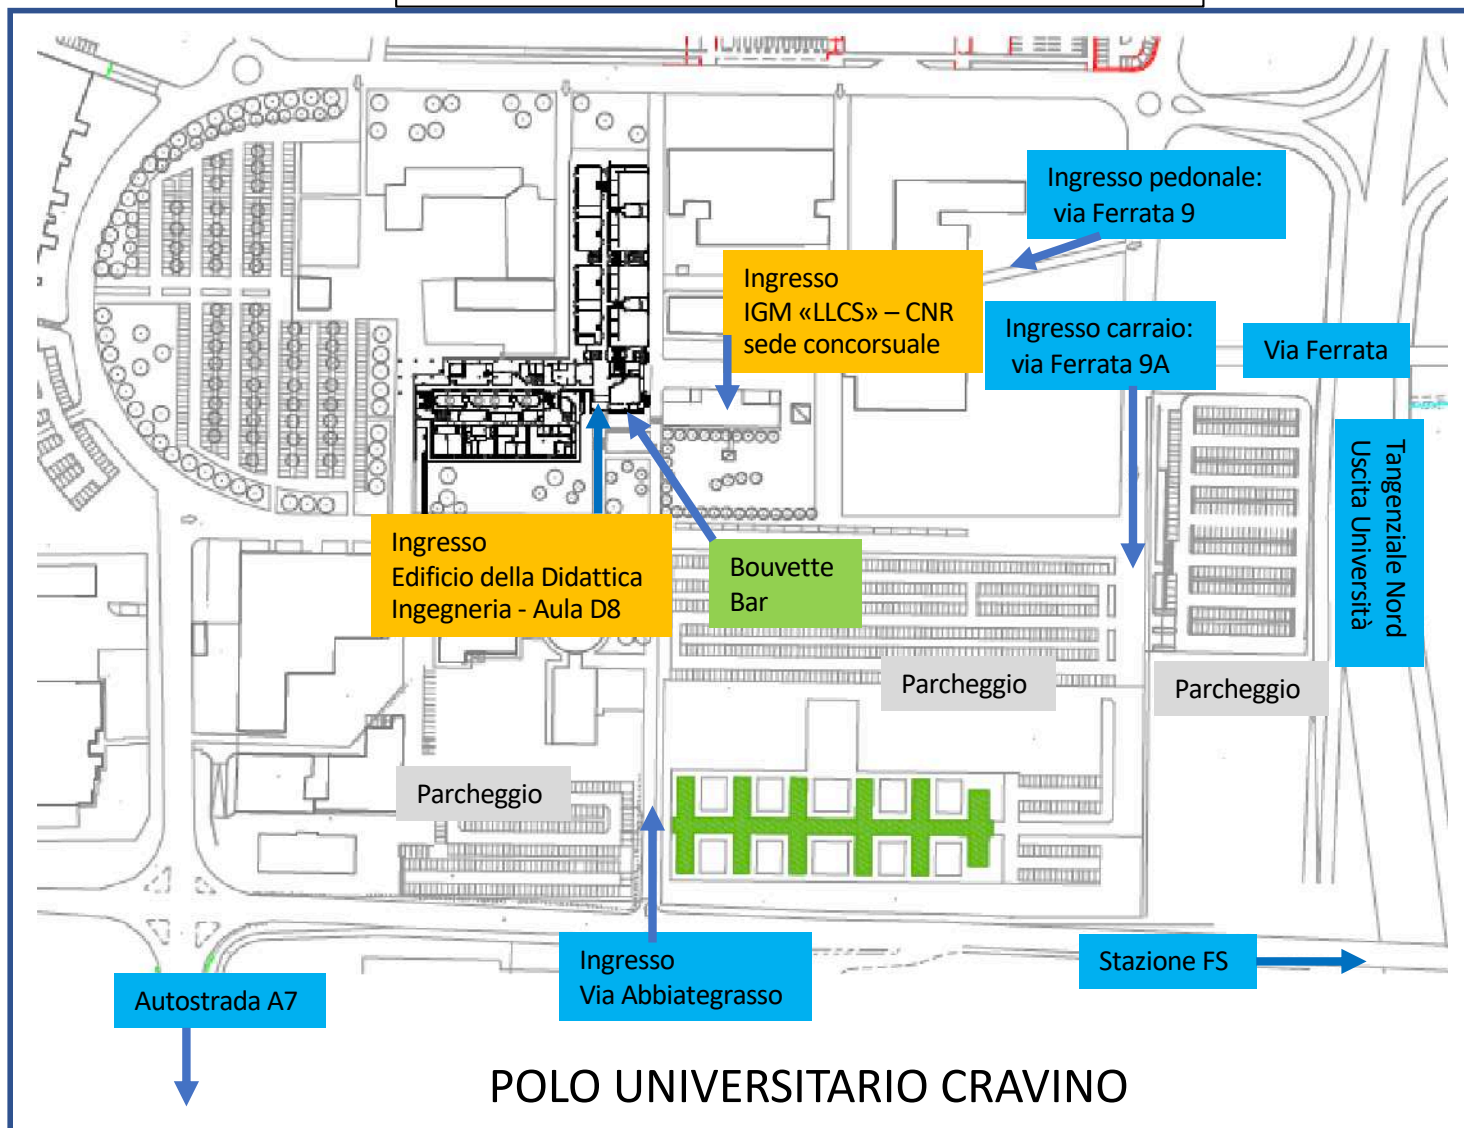 Ingresso pedonale:
via Ferrata 9
Ingresso
IGM «LLCS» – CNR
sede concorsuale
Ingresso carraio:
via Ferrata 9A
Via Ferrata
Tangenziale Nord
Uscita Università
Ingresso
Edificio della Didattica
Ingegneria - Aula D8
Bouvette
Bar
Parcheggio
Parcheggio
Parcheggio
Ingresso
Via Abbiategrasso
Stazione FS
Autostrada A7
POLO UNIVERSITARIO CRAVINO